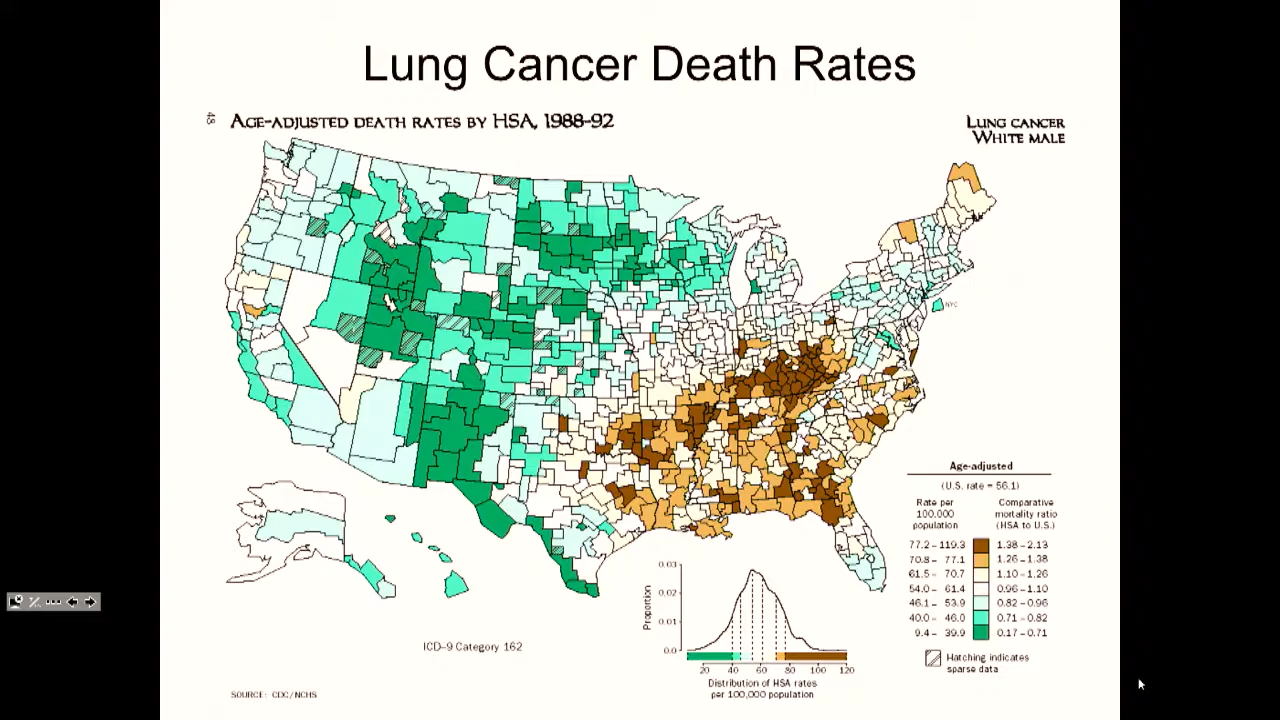 Lung Cancer Death Rates
48
AGE-ADJUSTED DEATH RATES BY HSA, 1988-92
LUNG CANCER
WHITE MALE
NYC
Age-adjusted
(U.S. rate = 56.1)
Rate per
100,000
population
Comparative
mortality ratio
(HSA to U.S.)
77.2 – 119.3 1.38 – 2.13
70.8 – 77.1 1.26 – 1.38
61.5 – 70.7 1.10 – 1.26
54.0 – 61.4 0.96 – 1.10
46.1 – 53.9 0.82 – 0.96
40.0 – 46.0 0.71 – 0.82
9.4 – 39.9 0.17 – 0.71
Hatching indicates
sparse data
Proportion
0.03
0.02
0.01
0.0
20 40 60 80 100 120
Distribution of HSA rates
per 100,000 population
ICD-9 Category 162
SOURCE: CDC/NCHS